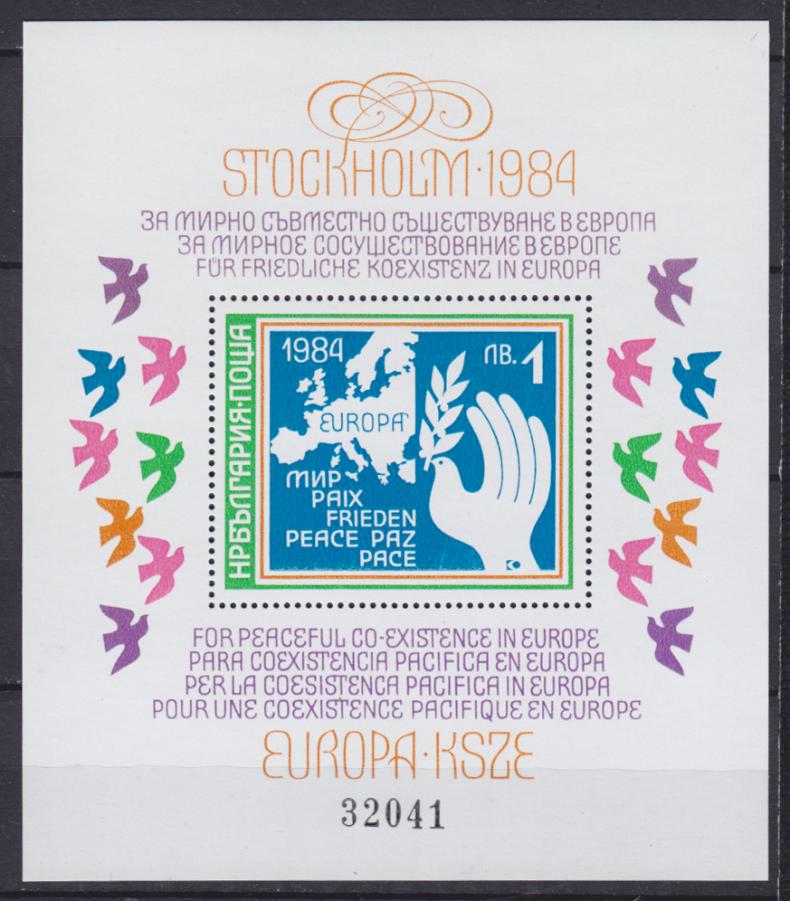 STOCKHOLM·1984
ЗА МИРНО СЪВМЕСТНО СЪЩЕСТВУВАНЕ В ЕВРОПА
ЗА МИРНОЕ СОСУЩЕСТВОВАНИЕ В ЕВРОПЕ
FÜR FRIEDLICHE KOEXISTENZ IN EUROPA
НР БЪЛГАРИЯ·ПОЩА
1984
ЛВ.1
EUROPA
МИР
PAIX
FRIEDEN
PEACE PAZ
PACE
FOR PEACEFUL CO-EXISTENCE IN EUROPE
PARA COEXISTENCIA PACIFICA EN EUROPA
PER LA COESISTENCA PACIFICA IN EUROPA
POUR UNE COEXISTENCE PACIFIQUE EN EUROPE
EUROPA·KSZE
32041